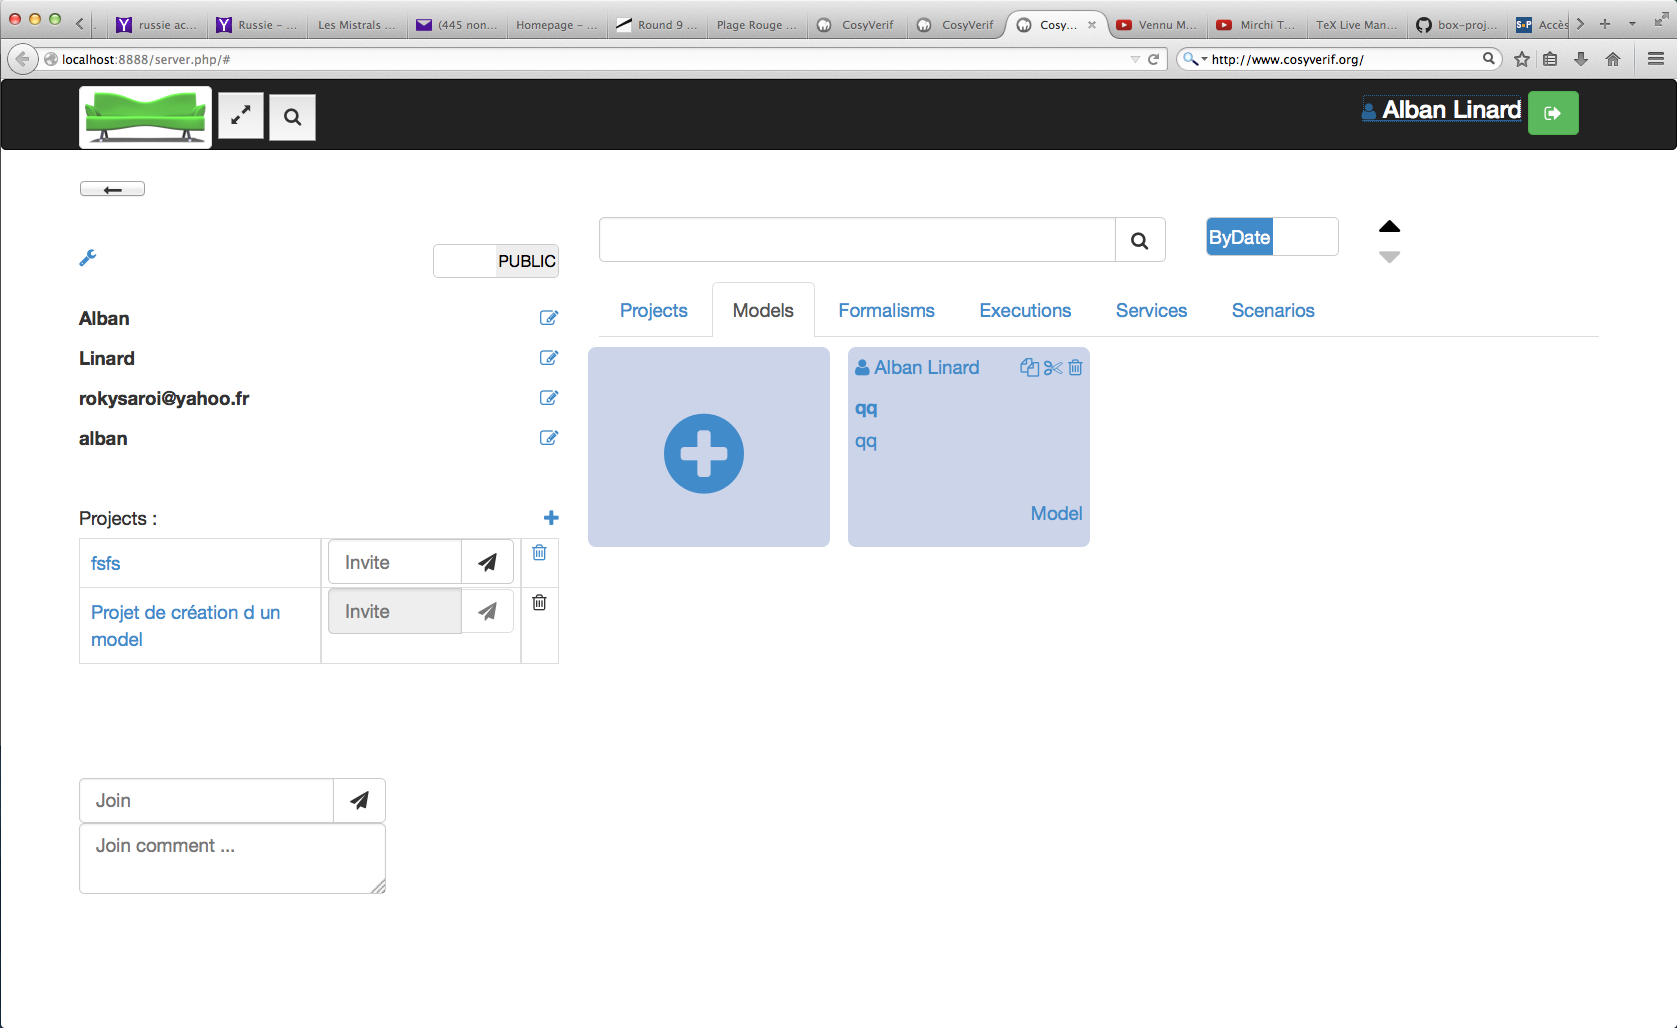 russie ac...
Russie – ...
Les Mistrals ...
(445 non...
Homepage – ...
Round 9 ...
Plage Rouge ...
CosyVerif
CosyVerif
Cosy...
Vennu M...
Mirchi T...
TeX Live Man...
box-proj...
Accès
localhost:8888/server.php/#
http://www.cosyverif.org/
Alban Linard
ByDate
PUBLIC
Alban
Linard
rokysaroi@yahoo.fr
alban
Projects :
fsfs
Invite
Projet de création d un
model
Invite
Join
Join comment ...
Projects
Models
Formalisms
Executions
Services
Scenarios
Alban Linard
qq
qq
Model